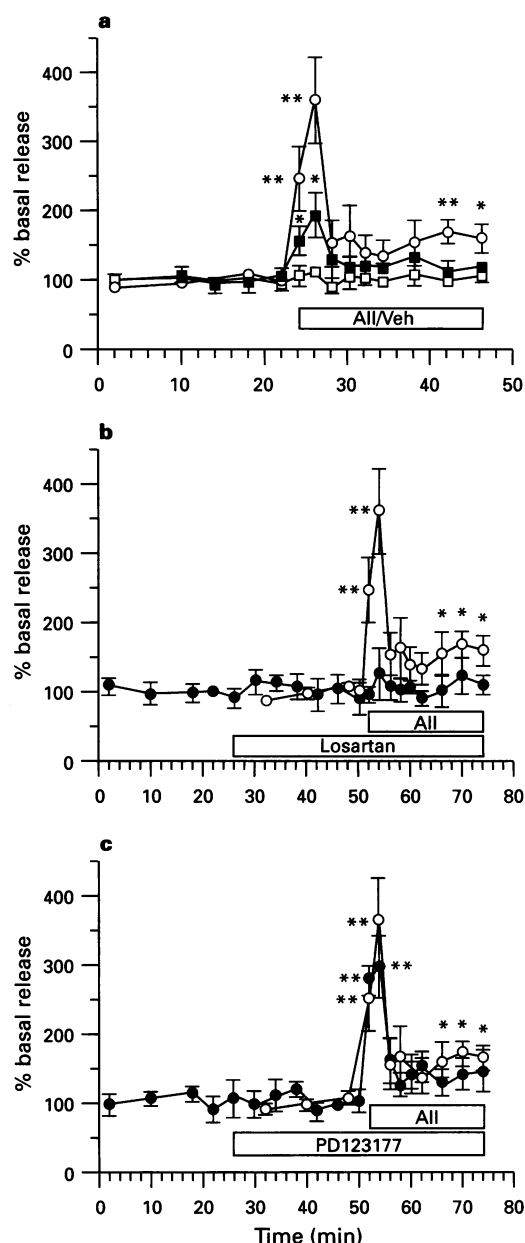 a
% basal release
400
300
200
100
0
** 
**
*
*
** *
AII/Veh
0 10 20 30 40 50
b
% basal release
400
300
200
100
0
**
**
* * *
AII
Losartan
0 10 20 30 40 50 60 70 80
c
% basal release
400
300
200
100
0
**
**
**
**
* * *
AII
PD123177
0 10 20 30 40 50 60 70 80
Time (min)